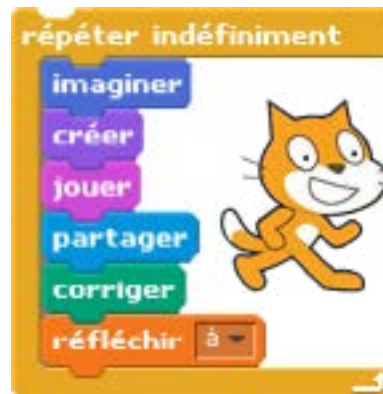 répéter indéfiniment
imaginer
créer
jouer
partager
corriger
réfléchir à